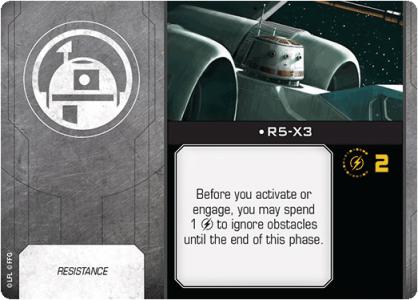 • R5-X3
2
Before you activate or
engage, you may spend
1 to ignore obstacles
until the end of this phase.
RESISTANCE
© LFL © FFG